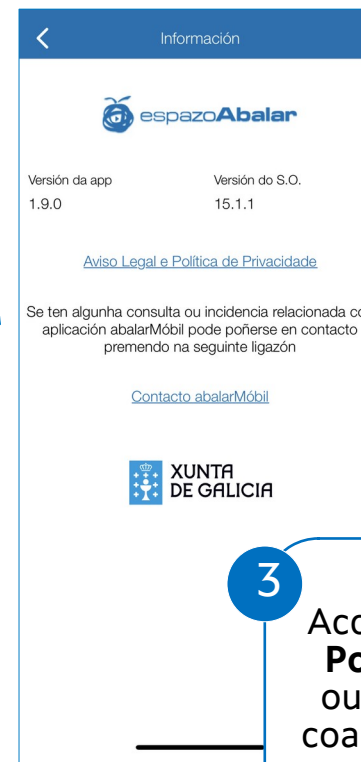 Información
espazoAbalar
Versión da app
Versión do S.O.
1.9.0
15.1.1
Aviso Legal e Política de Privacidade
Se ten algunha consulta ou incidencia relacionada
aplicación abalarMóbil pode poñerse en contacto
premendo na seguinte ligazón
Contacto abalarMóbil
XUNTA
DE GALICIA
3
ou
coa